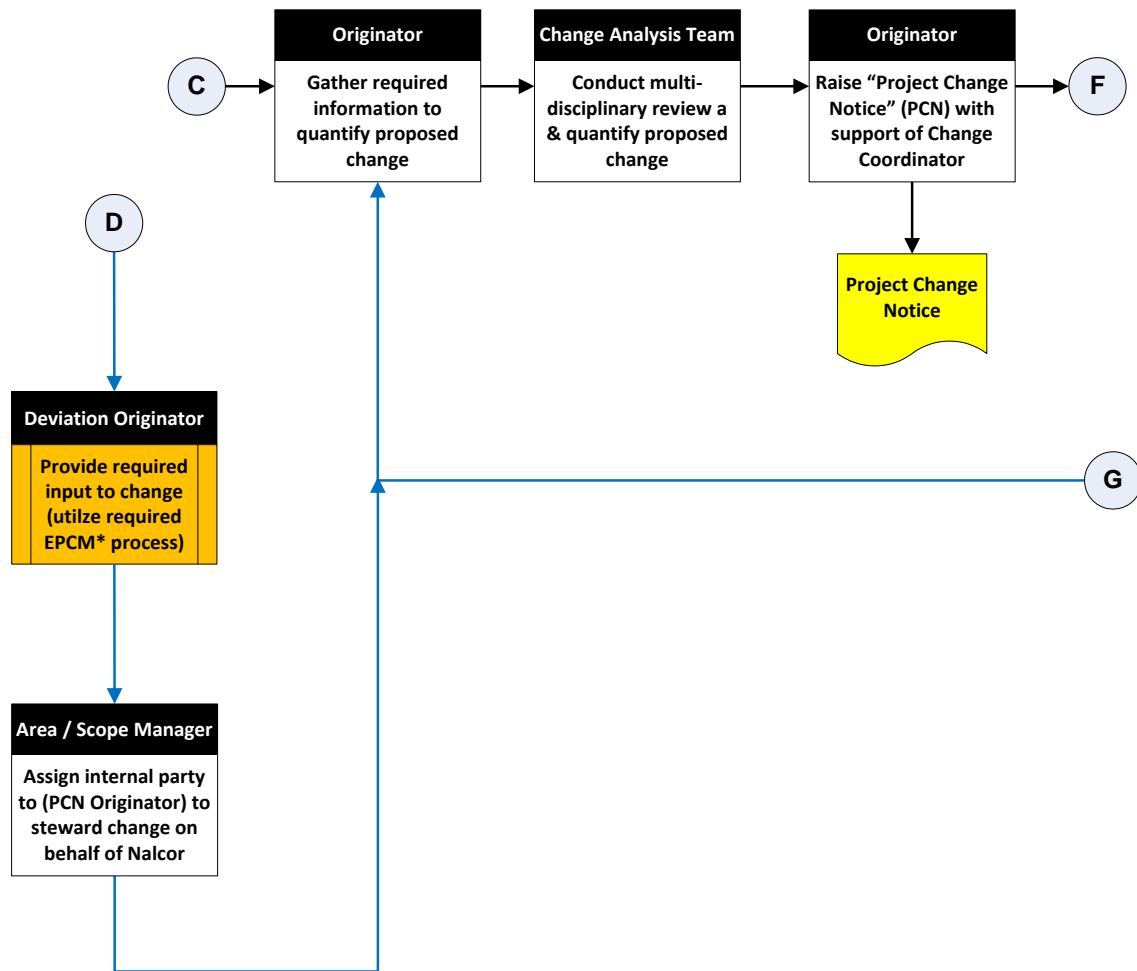 C
Originator
Gather required
information to
quantify proposed
change
Change Analysis Team
Conduct multi-
disciplinary review a
& quantify proposed
change
Originator
Raise “Project Change
Notice” (PCN) with
support of Change
Coordinator
F
Project Change
Notice
D
Deviation Originator
Provide required
input to change
(utilze required
EPCM* process)
G
Area / Scope Manager
Assign internal party
to (PCN Originator) to
steward change on
behalf of Nalcor